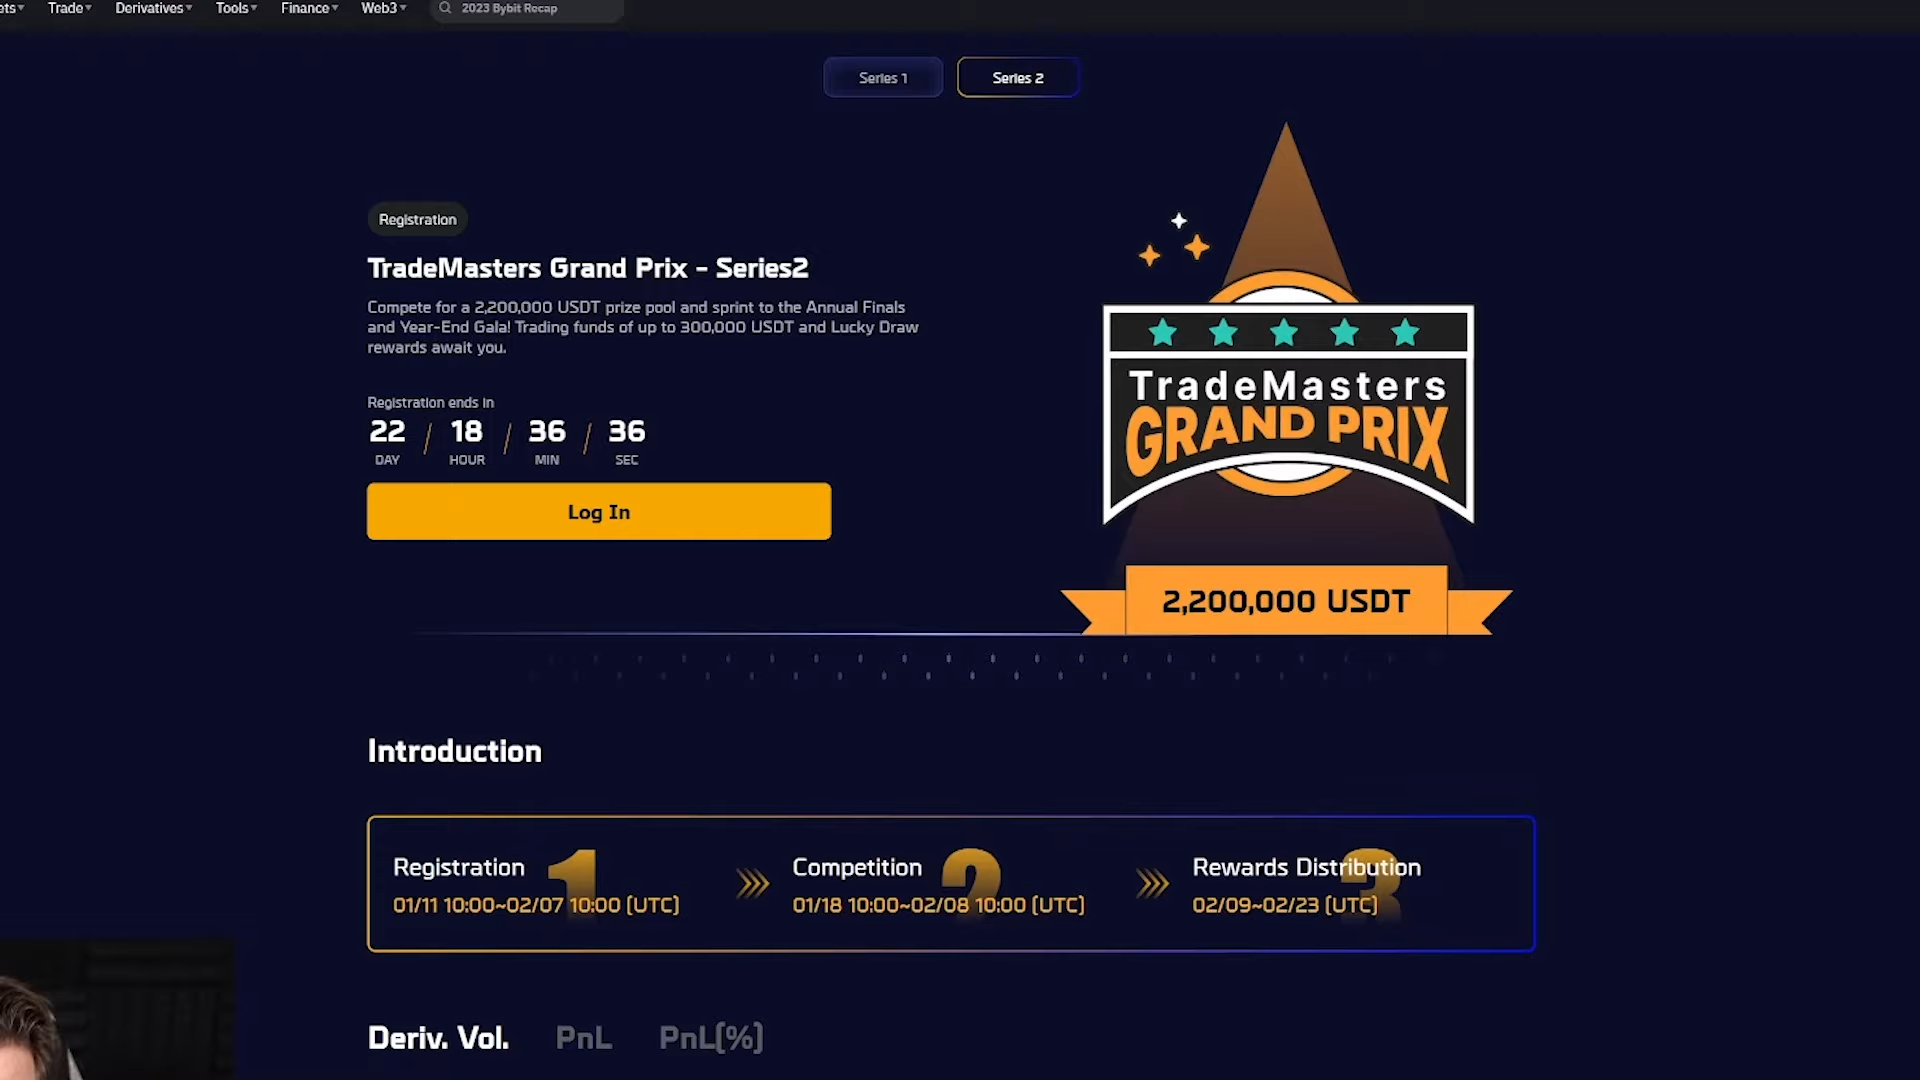 ets Trade Derivatives Tools Finance Web3 2023 Bybit Recap
Series 1 Series 2
Registration
TradeMasters Grand Prix - Series2
Compete for a 2,200,000 USDT prize pool and sprint to the Annual Finals
and Year-End Gala! Trading funds of up to 300,000 USDT and Lucky Draw
rewards await you.
Registration ends in
22 / 18 / 36 / 36
DAY HOUR MIN SEC
Log In
TradeMasters
GRAND PRIX
2,200,000 USDT
Introduction
Registration 1
01/11 10:00~02/07 10:00 (UTC)
Competition 2
01/18 10:00~02/08 10:00 (UTC)
Rewards Distribution 3
02/09~02/23 (UTC)
Deriv. Vol. PnL PnL(%)